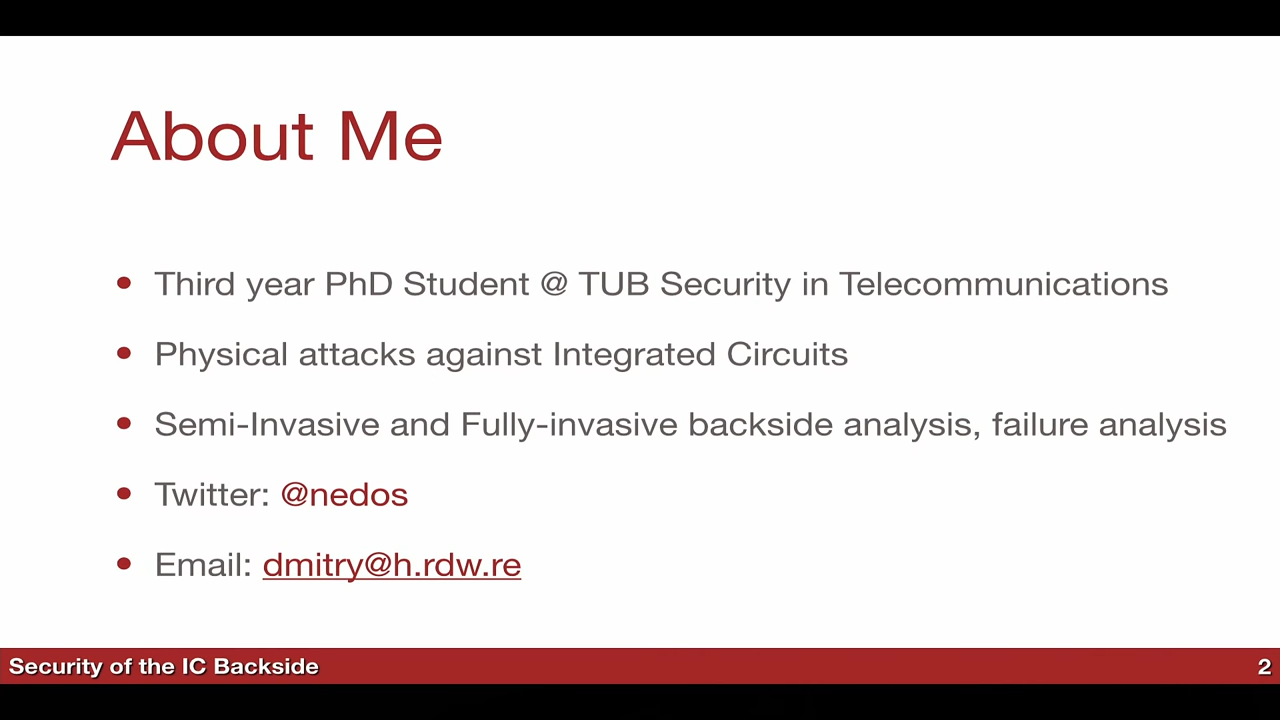 About Me
• Third year PhD Student @ TUB Security in Telecommunications
• Physical attacks against Integrated Circuits
• Semi-Invasive and Fully-invasive backside analysis, failure analysis
• Twitter: @nedos
• Email: dmitry@h.rdw.re
Security of the IC Backside
2